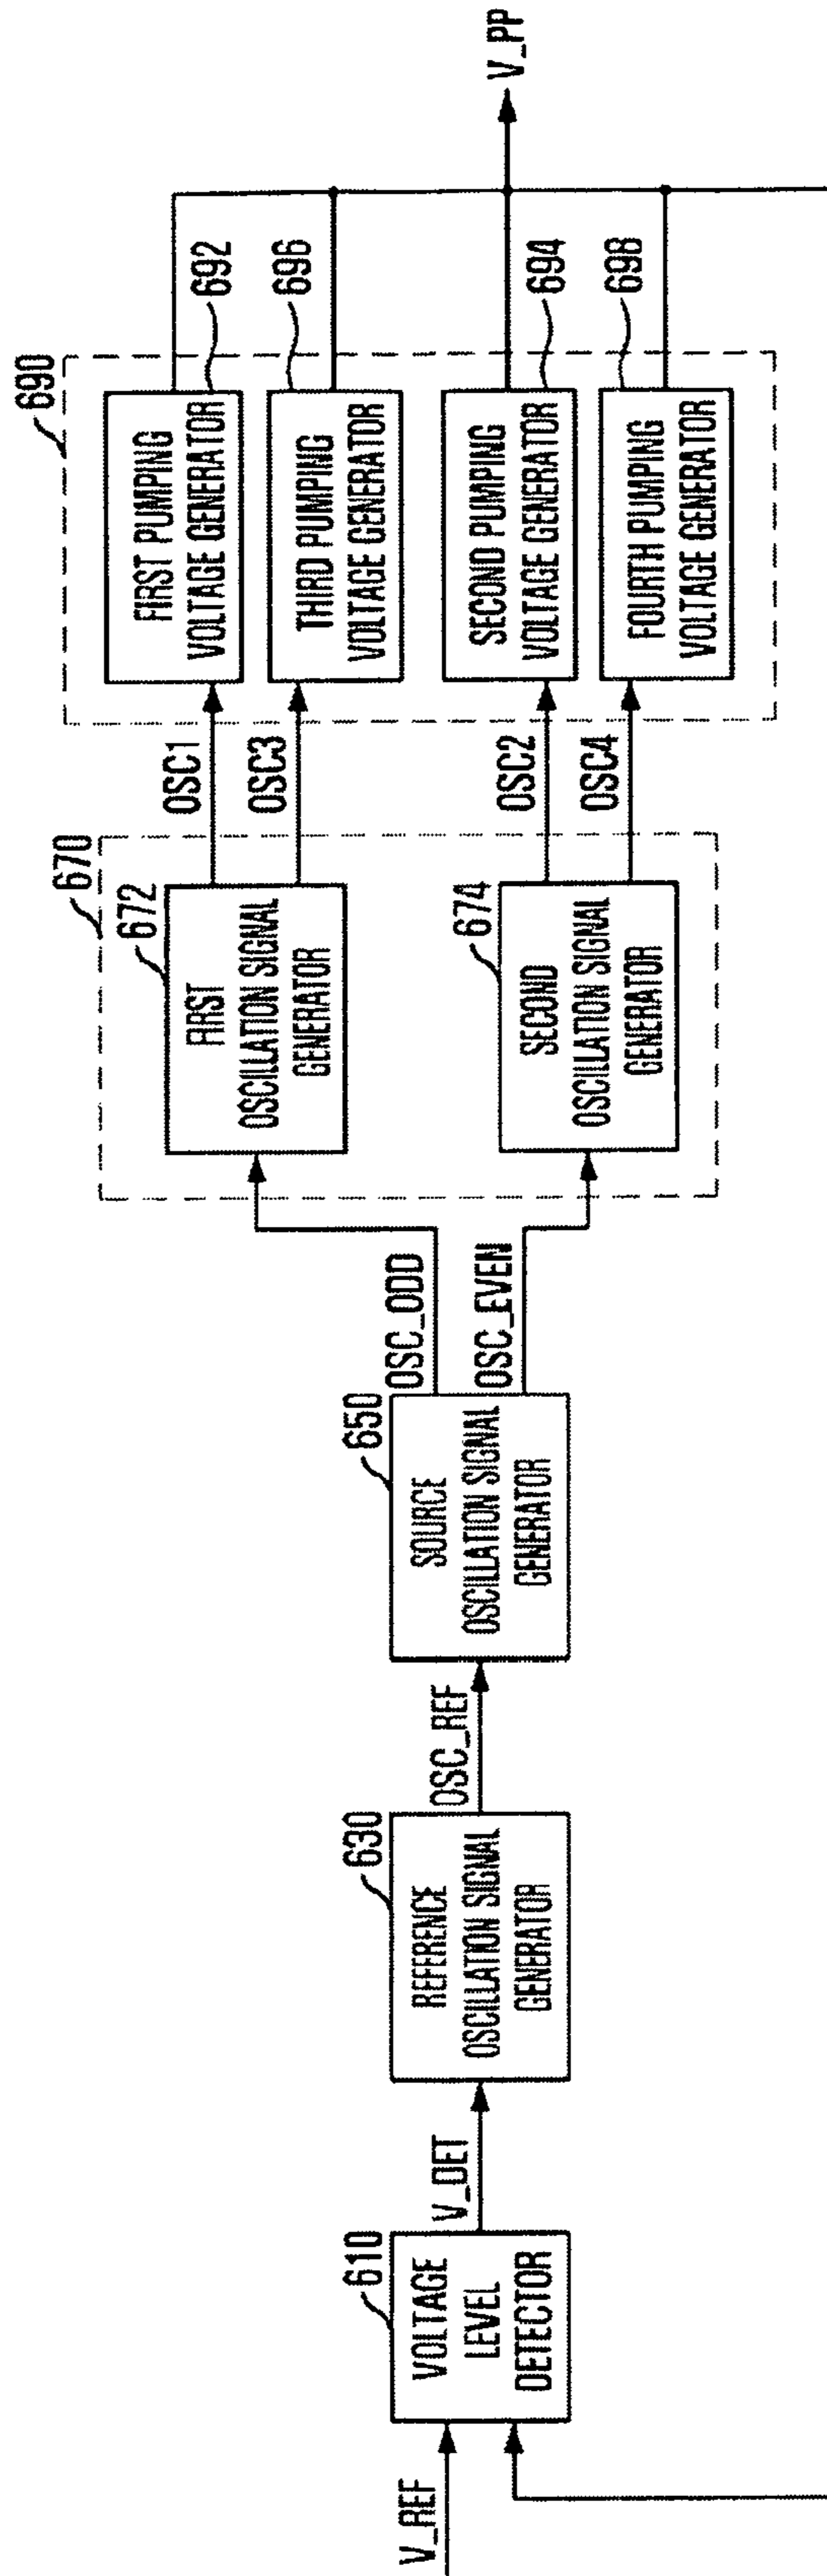 V_REF
610
VOLTAGE
LEVEL
DETECTOR
V_DET
630
REFERENCE
OSCILLATION SIGNAL
GENERATOR
OSC_REF
650
SOURCE
OSCILLATION SIGNAL
GENERATOR
OSC_ODD
OSC_EVEN
670
672
FIRST
OSCILLATION SIGNAL
GENERATOR
674
SECOND
OSCILLATION SIGNAL
GENERATOR
OSC1
OSC3
OSC2
OSC4
690
FIRST PUMPING
VOLTAGE GENERATOR
692
THIRD PUMPING
VOLTAGE GENERATOR
696
SECOND PUMPING
VOLTAGE GENERATOR
694
FOURTH PUMPING
VOLTAGE GENERATOR
698
V_PP